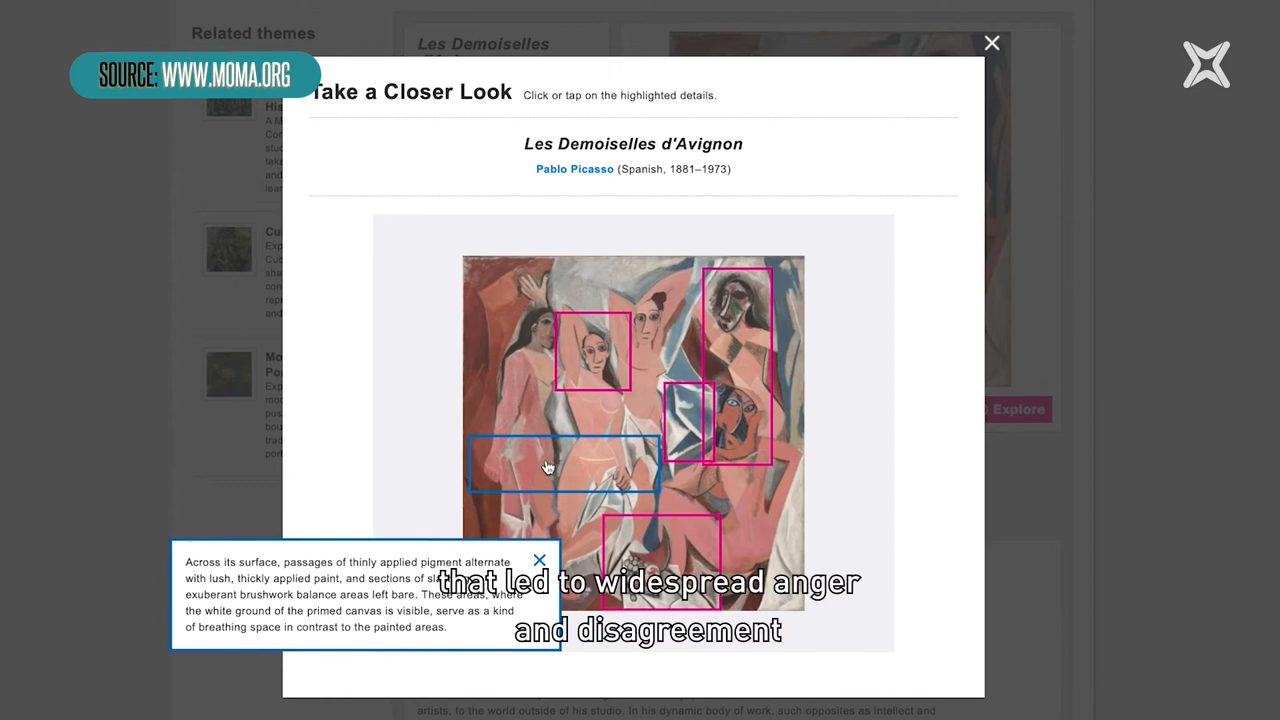 Related themes
Les Demoiselles
SOURCE: WWW.MOMA.ORG
Take a Closer Look Click or tap on the highlighted details.
Les Demoiselles d'Avignon
Pablo Picasso (Spanish, 1881–1973)
Explore
Across its surface, passages of thinly applied pigment alternate
with lush, thickly applied paint, and sections of
exuberant brushwork balance areas left bare. These areas, where
the white ground of the primed canvas is visible, serve as a kind
of breathing space in contrast to the painted areas.
that led to widespread anger
and disagreement
artists, to the world outside of his studio. In his dynamic body of work, such opposites as intellect and